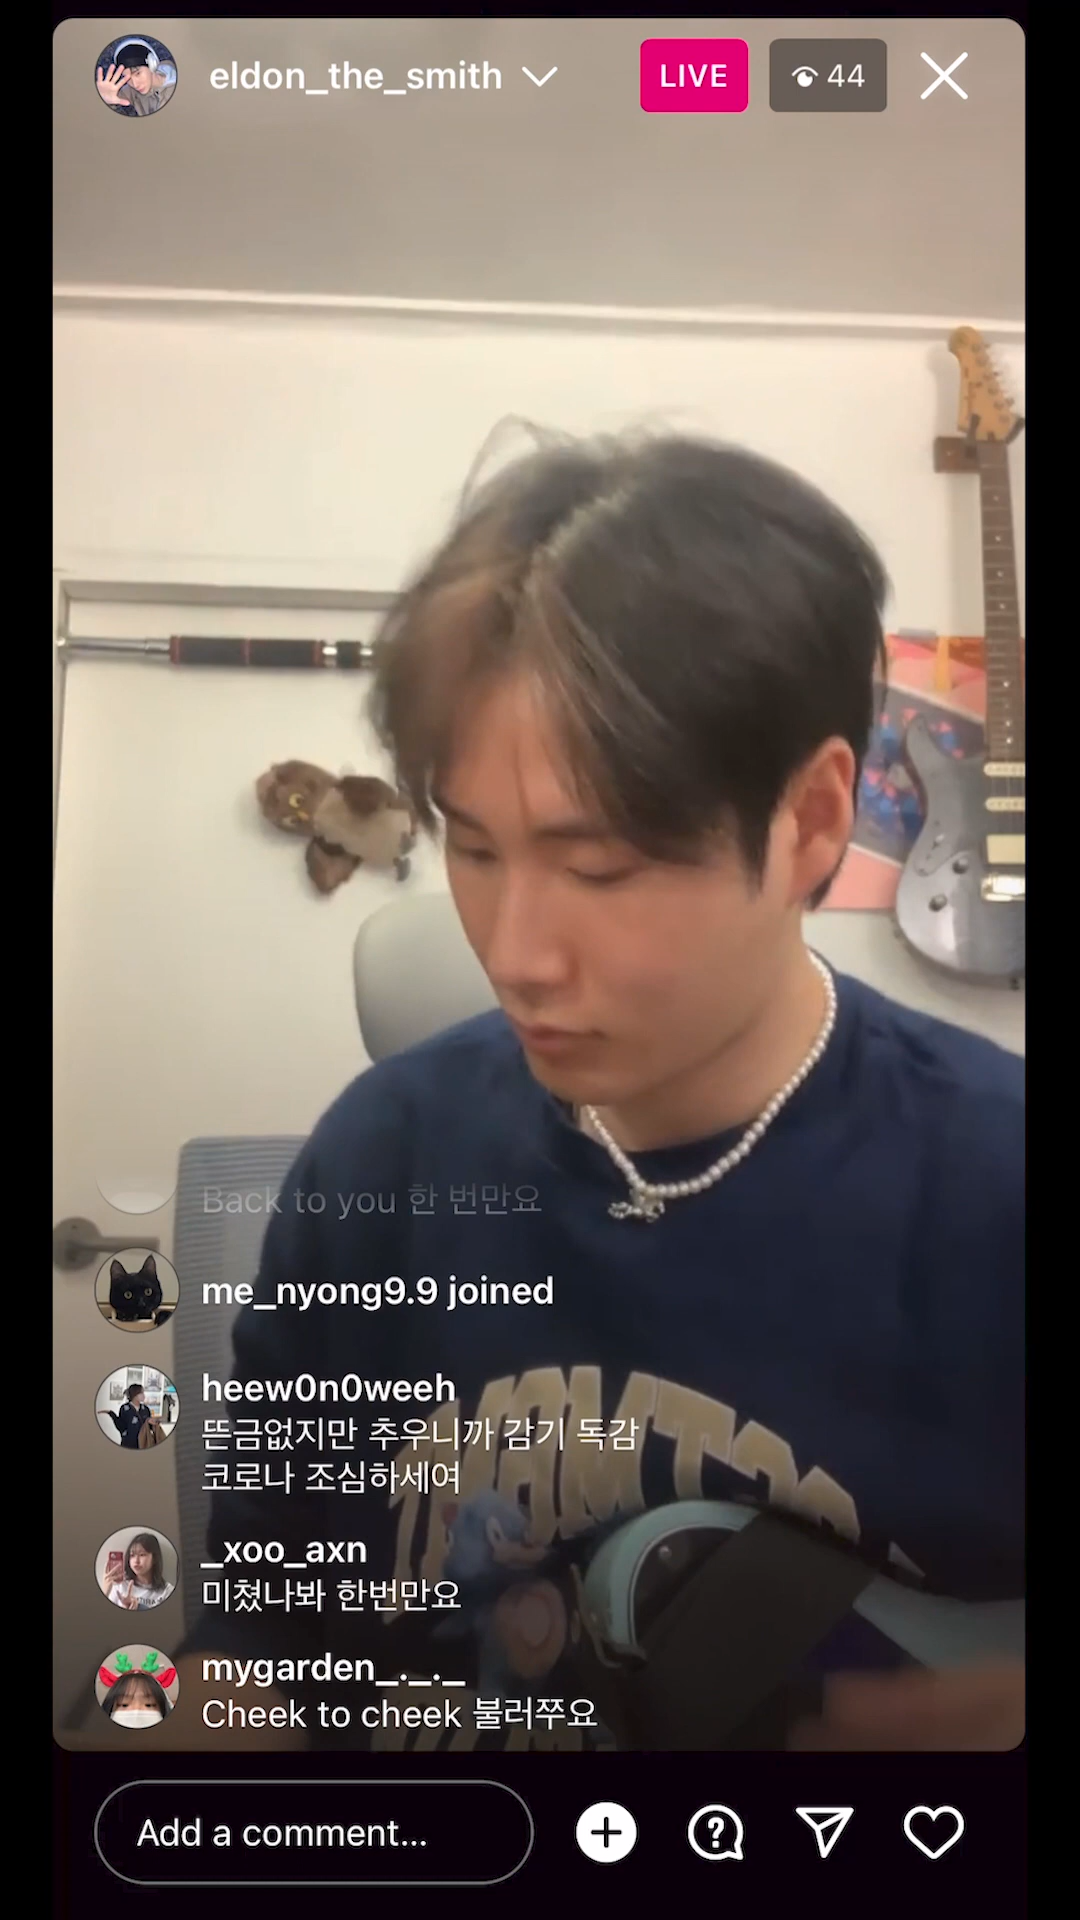 eldon_the_smith
LIVE
44
Back to you 한 번만요
me_nyong9.9 joined
heew0n0weeh
뜬금없지만 추우니까 감기 독감
코로나 조심하세여
_xoo_axn
미쳤나봐 한번만요
mygarden_._._
Cheek to cheek 불러쭈요
Add a comment...